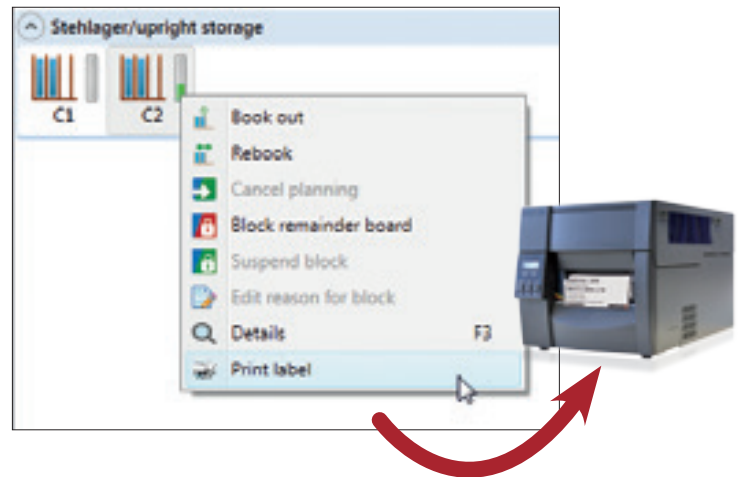 Stehlager/upright storage
C1 C2
Book out
Rebook
Cancel planning
Block remainder board
Suspend block
Edit reason for block
Details F3
Print label